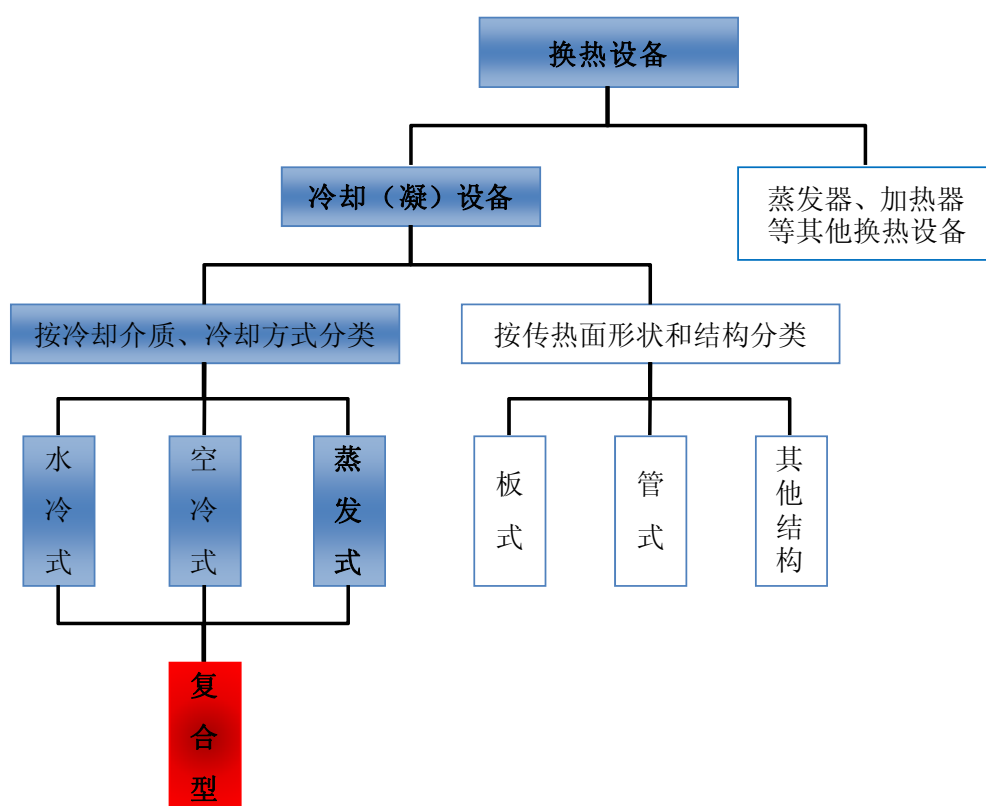 换热设备
冷却（凝）设备
蒸发器、加热器
等其他换热设备
按冷却介质、冷却方式分类
按传热面形状和结构分类
水冷式
空冷式
蒸发式
板式
管式
其他结构
复合型